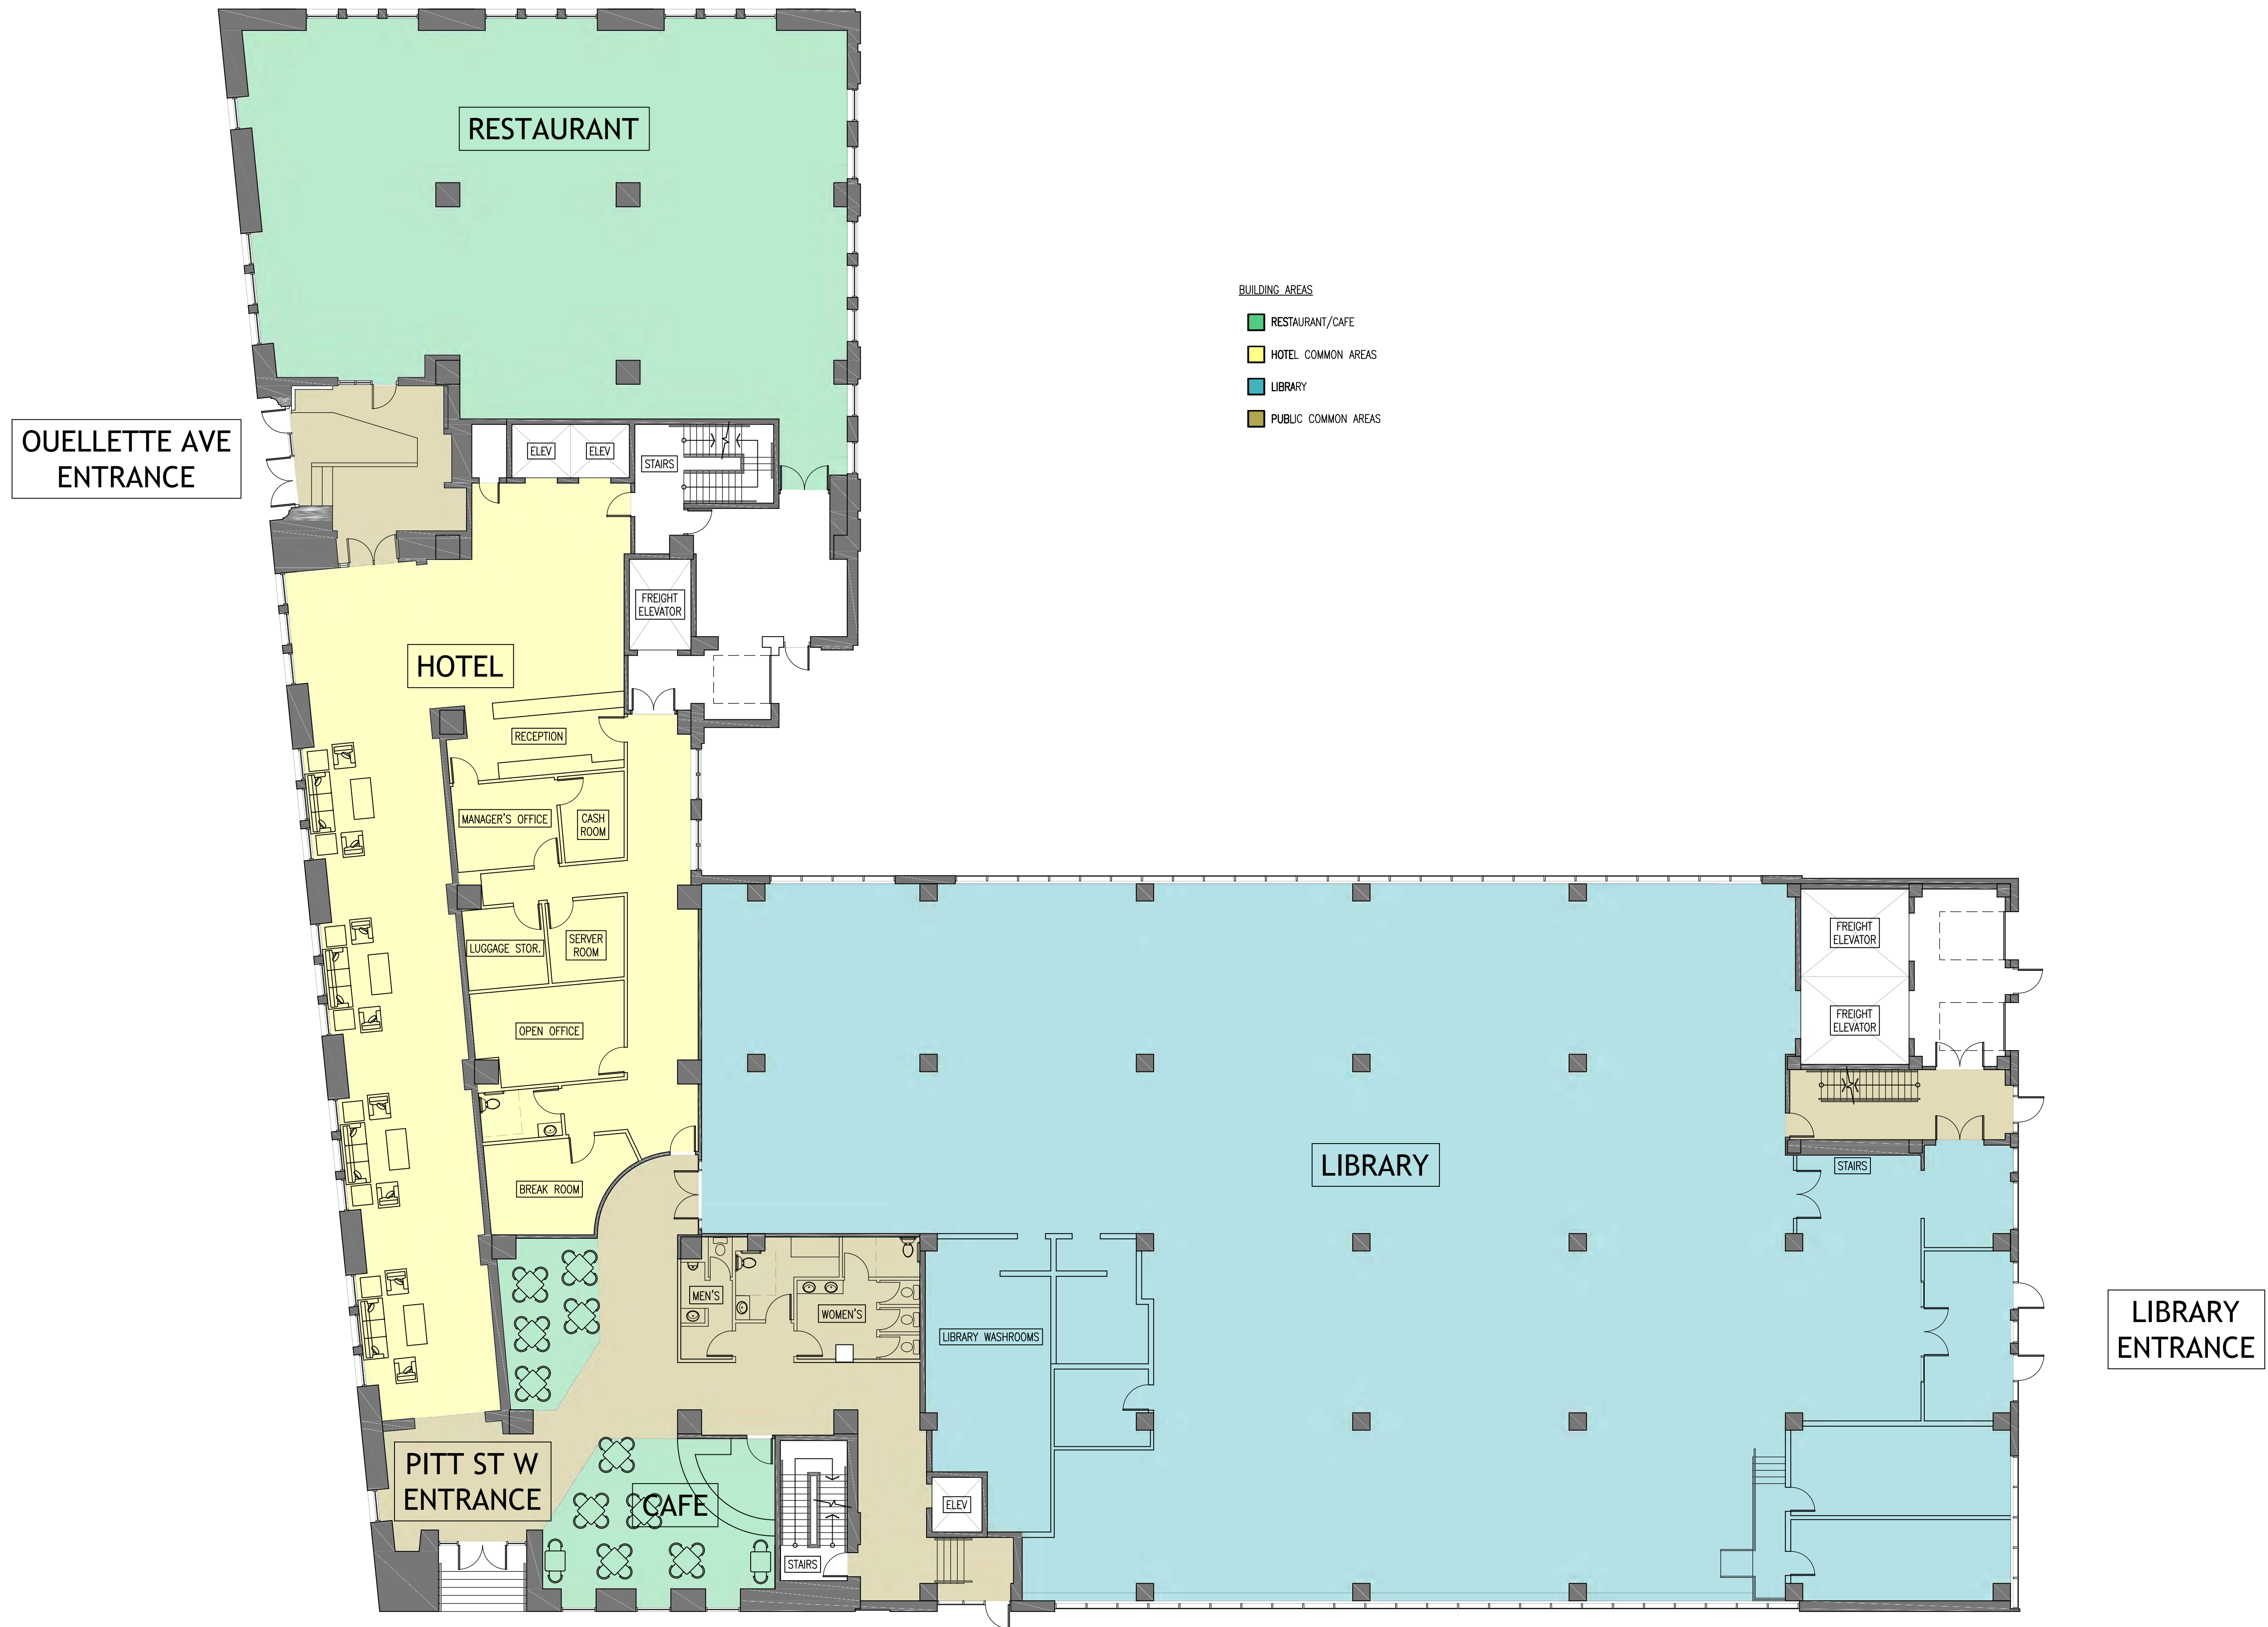 RESTAURANT
BUILDING AREAS
RESTAURANT/CAFE
HOTEL COMMON AREAS
LIBRARY
PUBLIC COMMON AREAS
OUELLETTE AVE
ENTRANCE
ELEV
ELEV
STAIRS
FREIGHT
ELEVATOR
HOTEL
RECEPTION
MANAGER'S OFFICE
CASH
ROOM
LUGGAGE STOR.
SERVER
ROOM
OPEN OFFICE
BREAK ROOM
FREIGHT
ELEVATOR
FREIGHT
ELEVATOR
LIBRARY
STAIRS
MEN'S
WOMEN'S
LIBRARY WASHROOMS
LIBRARY
ENTRANCE
PITT ST W
ENTRANCE
CAFE
ELEV
STAIRS